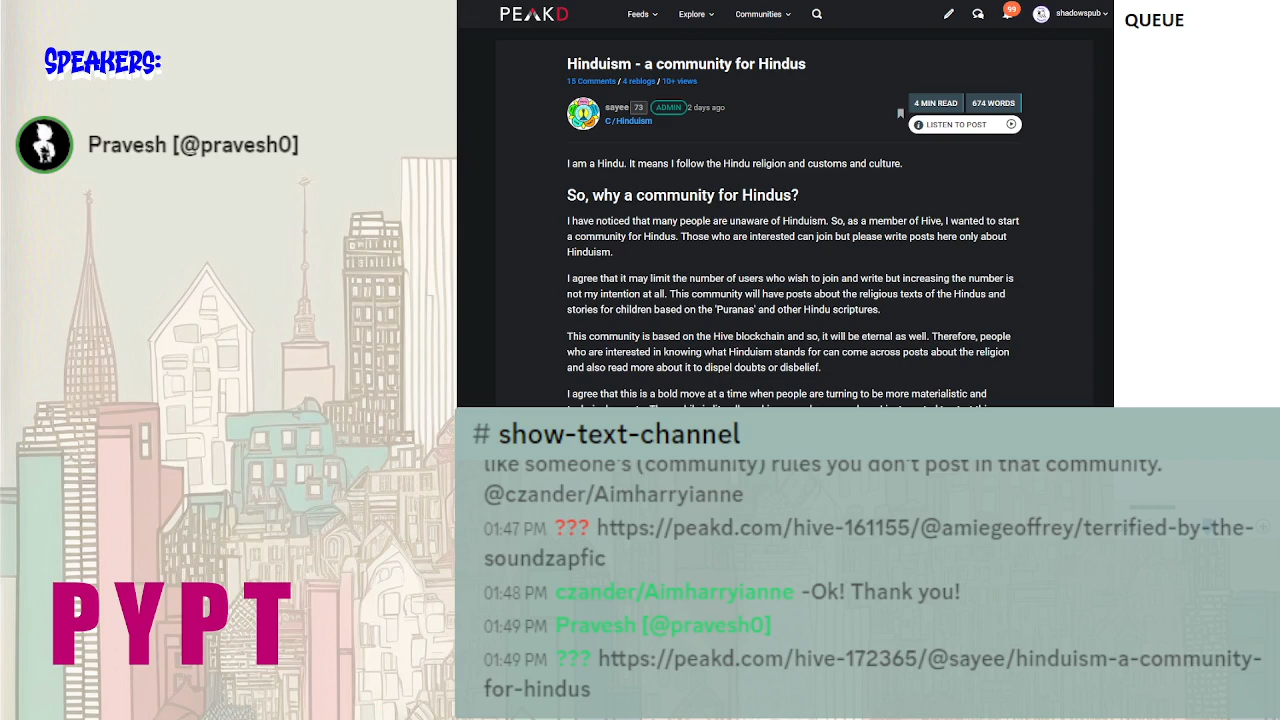 SPEAKERS:
Pravesh [@pravesh0]
PYPT
PEAKD
Feeds
Explore
Communities
99
shadowspub
Hinduism - a community for Hindus
15 Comments / 4 reblogs / 10+ views
sayee 73 ADMIN 2 days ago
C/Hinduism
4 MIN READ 674 WORDS
LISTEN TO POST
I am a Hindu. It means I follow the Hindu religion and customs and culture.
So, why a community for Hindus?
I have noticed that many people are unaware of Hinduism. So, as a member of Hive, I wanted to start
a community for Hindus. Those who are interested can join but please write posts here only about
Hinduism.
I agree that it may limit the number of users who wish to join and write but increasing the number is
not my intention at all. This community will have posts about the religious texts of the Hindus and
stories for children based on the 'Puranas' and other Hindu scriptures.
This community is based on the Hive blockchain and so, it will be eternal as well. Therefore, people
who are interested in knowing what Hinduism stands for can come across posts about the religion
and also read more about it to dispel doubts or disbelief.
I agree that this is a bold move at a time when people are turning to be more materialistic and
QUEUE
# show-text-channel
like someone's (community) rules you don't post in that community.
@czander/Aimharryianne
01:47 PM ??? https://peakd.com/hive-161155/@amiegeoffrey/terrified-by-the-
soundzapfic
01:48 PM czander/Aimharryianne -Ok! Thank you!
01:49 PM Pravesh [@pravesh0]
01:49 PM ??? https://peakd.com/hive-172365/@sayee/hinduism-a-community-
for-hindus